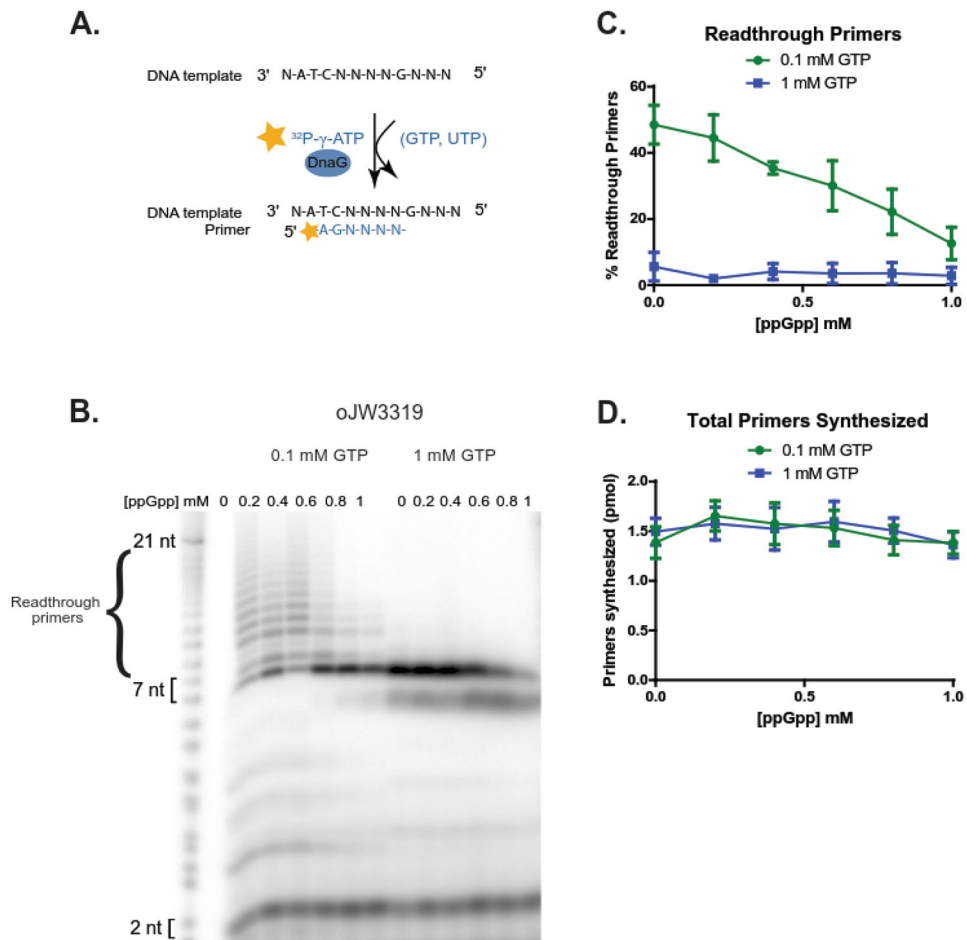 A.
DNA template 3' N-A-T-C-N-N-N-N-G-N-N-N 5'
32P-γ-ATP (GTP, UTP)
DnaG
DNA template 3' N-A-T-C-N-N-N-N-G-N-N-N 5'
Primer 5' A-G-N-N-N-N-
B.
oJW3319
0.1 mM GTP 1 mM GTP
[ppGpp] mM 0 0.2 0.4 0.6 0.8 1 0 0.2 0.4 0.6 0.8 1
21 nt
Readthrough
primers
7 nt [
2 nt [
C.
Readthrough Primers
0.1 mM GTP
1 mM GTP
% Readthrough Primers
60
40
20
0
0.0 0.5 1.0
[ppGpp] mM
D.
Total Primers Synthesized
0.1 mM GTP
1 mM GTP
Primers synthesized (pmol)
2.0
1.5
1.0
0.5
0.0
0.0 0.5 1.0
[ppGpp] mM